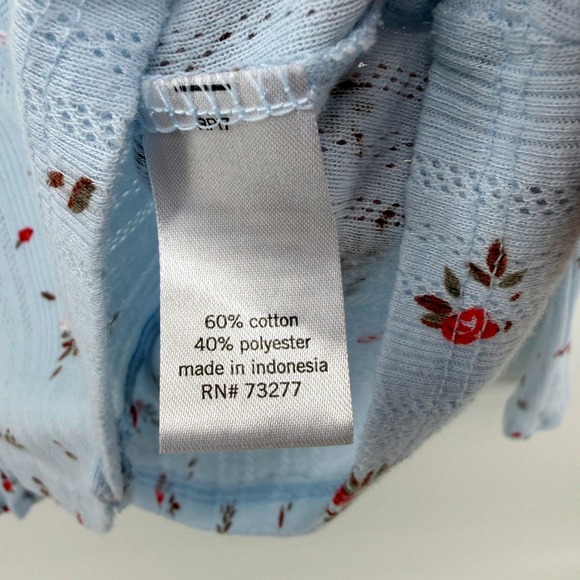 60% cotton
40% polyester
made in indonesia
RN# 73277